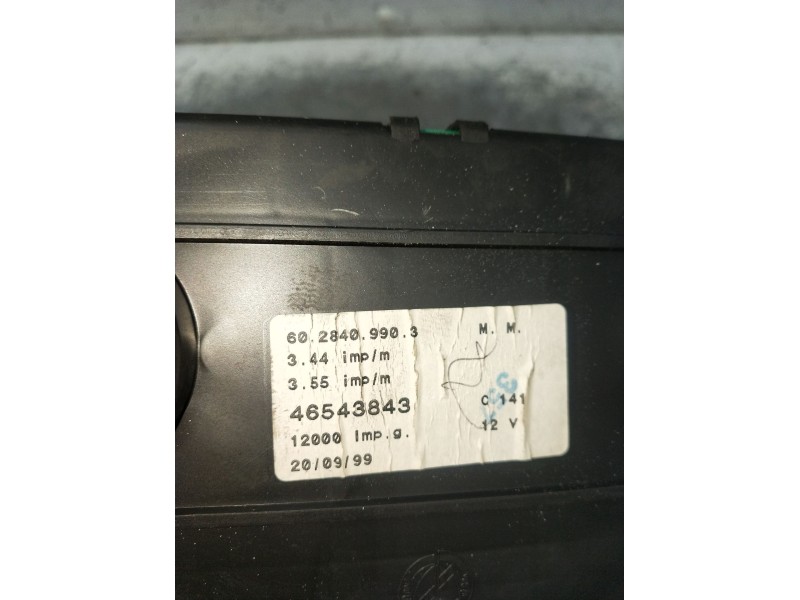 60.2840.990.3 M. M.
3.44 imp/m
3.55 imp/m
46543843 C 141
12000 Imp.g. 12 V
20/09/99